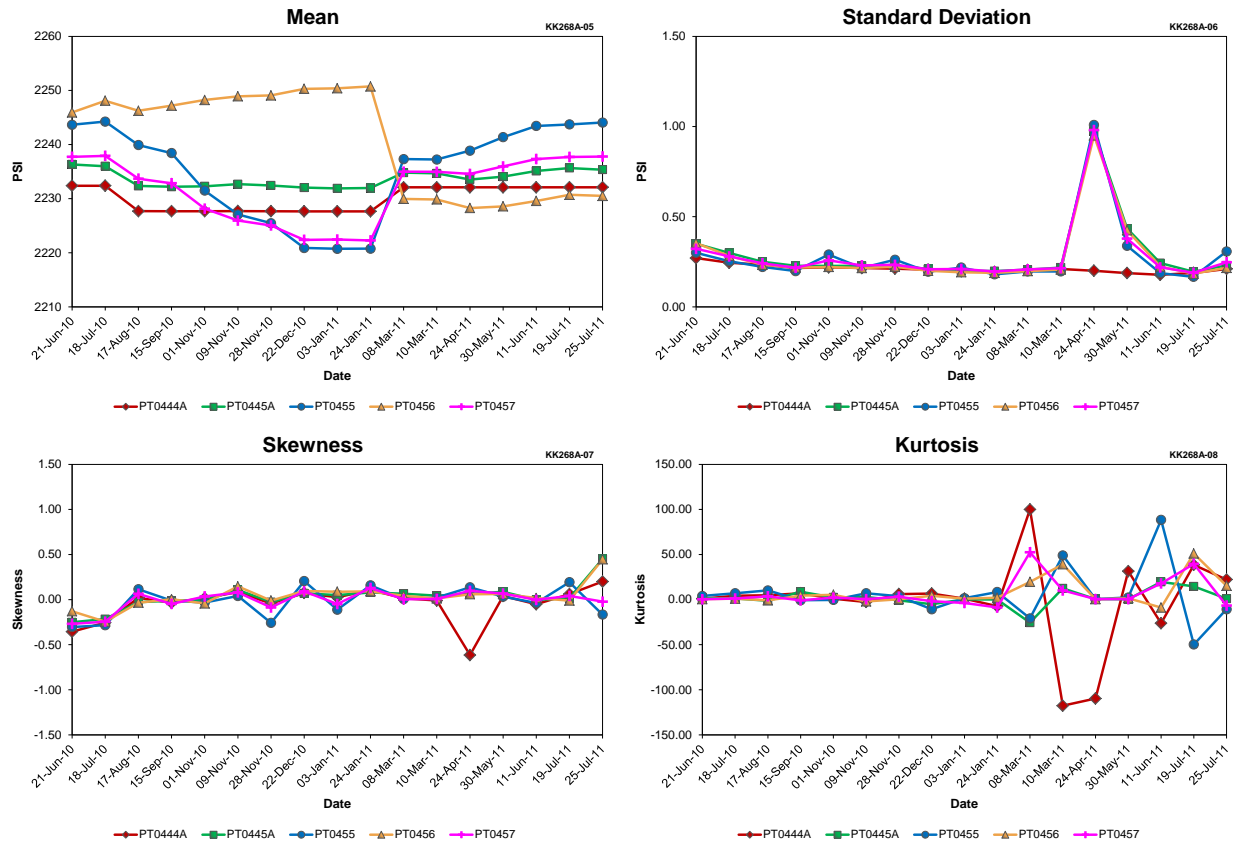 Mean
KK268A-05
2260
2250
2240
2230
2220
2210
PSI
21-Jun-10
18-Jul-10
17-Aug-10
15-Sep-10
01-Nov-10
09-Nov-10
28-Nov-10
22-Dec-10
03-Jan-11
24-Jan-11
08-Mar-11
10-Mar-11
24-Apr-11
30-May-11
11-Jun-11
19-Jul-11
25-Jul-11
Date
PT0444A PT0445A PT0455 PT0456 PT0457
Standard Deviation
KK268A-06
1.50
1.00
0.50
0.00
PSI
21-Jun-10
18-Jul-10
17-Aug-10
15-Sep-10
01-Nov-10
09-Nov-10
28-Nov-10
22-Dec-10
03-Jan-11
24-Jan-11
08-Mar-11
10-Mar-11
24-Apr-11
30-May-11
11-Jun-11
19-Jul-11
25-Jul-11
Date
PT0444A PT0445A PT0455 PT0456 PT0457
Skewness
KK268A-07
1.50
1.00
0.50
0.00
-0.50
-1.00
-1.50
Skewness
21-Jun-10
18-Jul-10
17-Aug-10
15-Sep-10
01-Nov-10
09-Nov-10
28-Nov-10
22-Dec-10
03-Jan-11
24-Jan-11
08-Mar-11
10-Mar-11
24-Apr-11
30-May-11
11-Jun-11
19-Jul-11
25-Jul-11
Date
PT0444A PT0445A PT0455 PT0456 PT0457
Kurtosis
KK268A-08
150.00
100.00
50.00
0.00
-50.00
-100.00
-150.00
Kurtosis
21-Jun-10
18-Jul-10
17-Aug-10
15-Sep-10
01-Nov-10
09-Nov-10
28-Nov-10
22-Dec-10
03-Jan-11
24-Jan-11
08-Mar-11
10-Mar-11
24-Apr-11
30-May-11
11-Jun-11
19-Jul-11
25-Jul-11
Date
PT0444A PT0445A PT0455 PT0456 PT0457